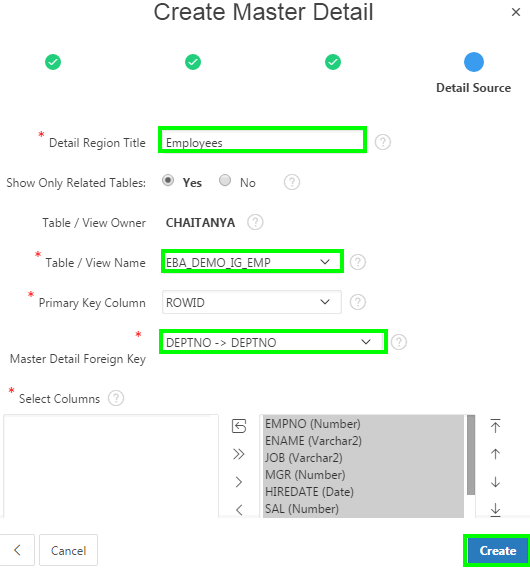 Create Master Detail
Detail Source
* Detail Region Title Employees
Show Only Related Tables: Yes No
Table / View Owner CHAITANYA
* Table / View Name EBA_DEMO_IG_EMP
* Primary Key Column ROWID
* Master Detail Foreign Key DEPTNO -> DEPTNO
* Select Columns
EMPNO (Number)
ENAME (Varchar2)
JOB (Varchar2)
MGR (Number)
HIREDATE (Date)
SAL (Number)
Cancel Create